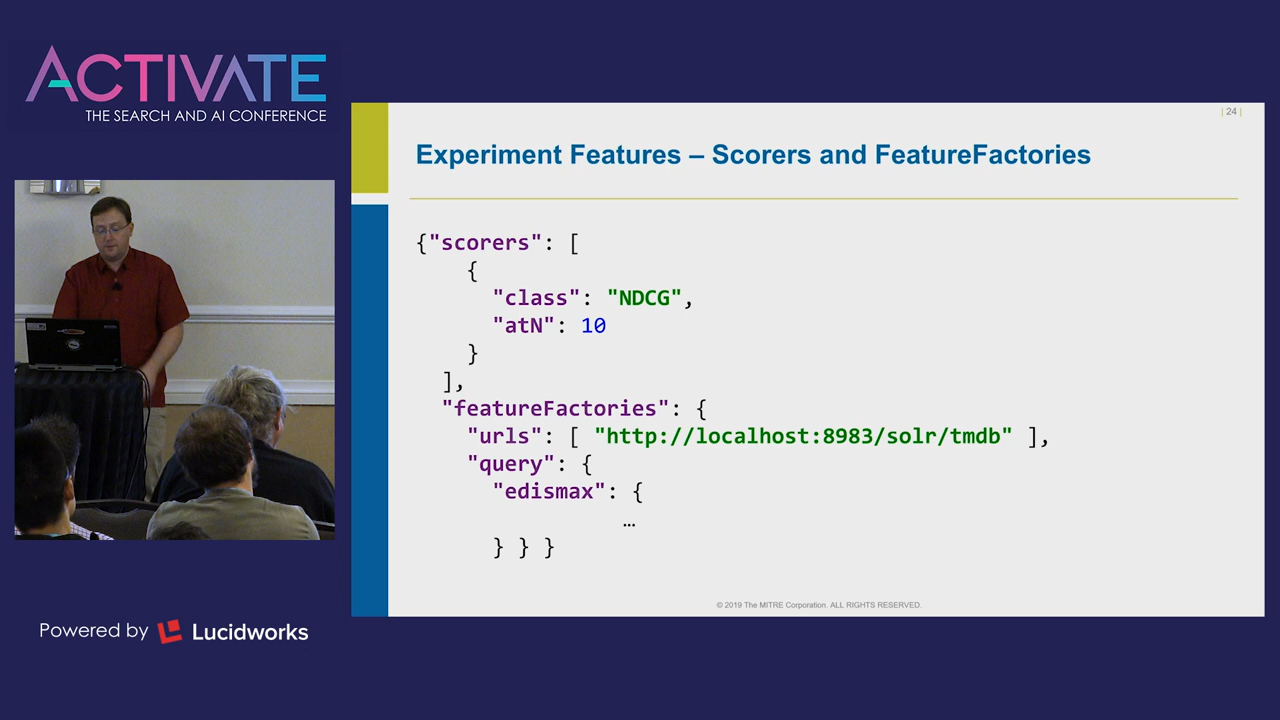 ACTIVATE
THE SEARCH AND AI CONFERENCE
| 24 |
Experiment Features – Scorers and FeatureFactories
{"scorers": [
{
"class": "NDCG",
"atN": 10
}
],
"featureFactories": {
"urls": [ "http://localhost:8983/solr/tmdb" ],
"query": {
"edismax": {
…
} } }
© 2019 The MITRE Corporation. ALL RIGHTS RESERVED.
Powered by Lucidworks